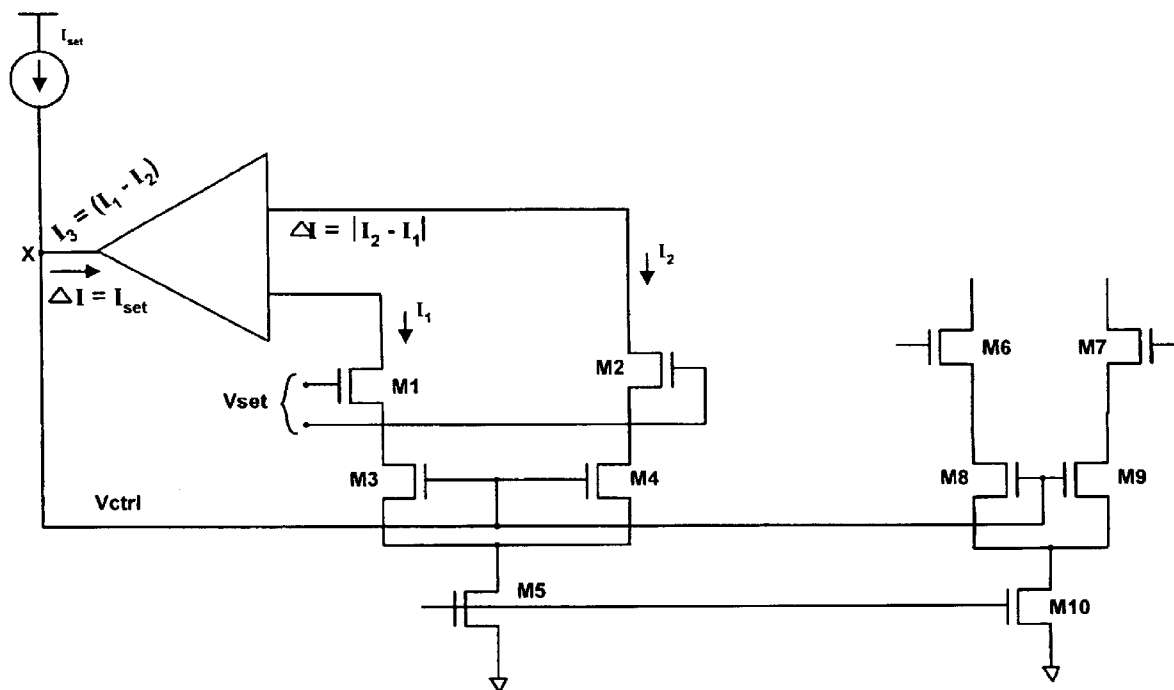 I_set
I_3 = (I_1 - I_2)
X
ΔI = I_set
ΔI = |I_2 - I_1|
I_2
I_1
M1
M2
Vset
M3
M4
Vctrl
M5
M6
M7
M8
M9
M10